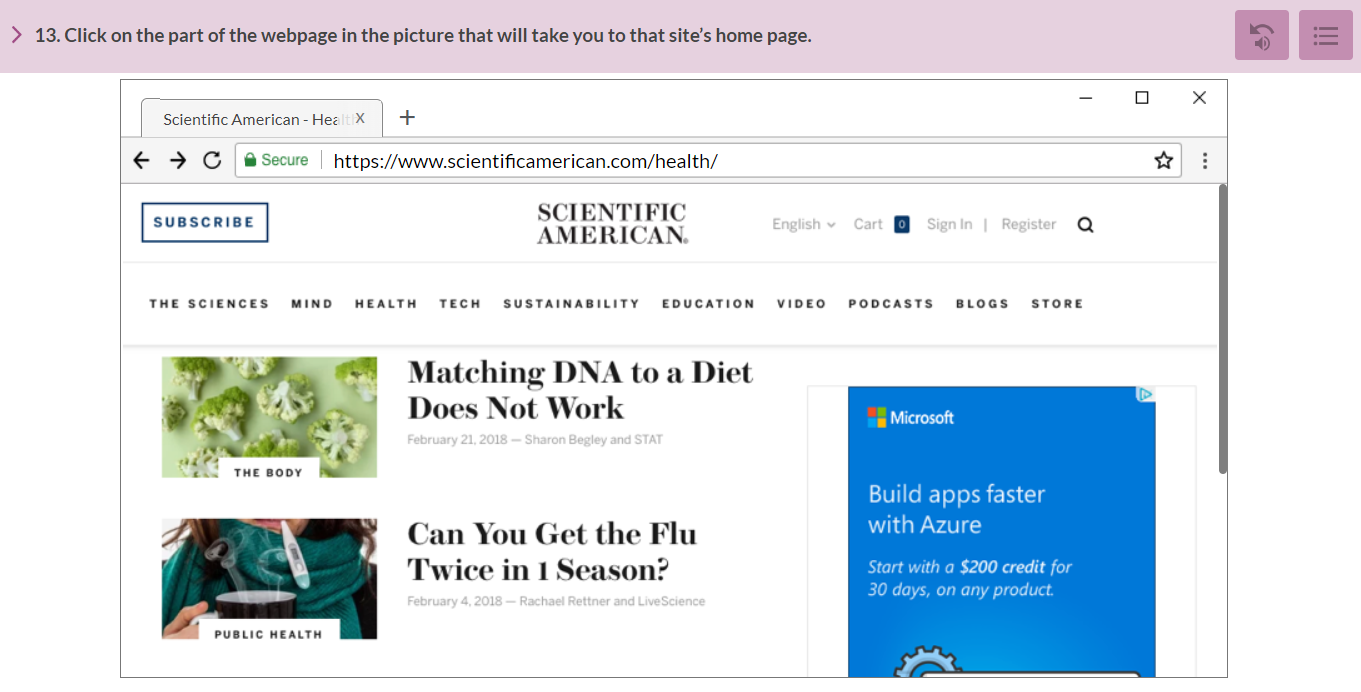 13. Click on the part of the webpage in the picture that will take you to that site's home page.
Scientific American - Healt X
Secure https://www.scientificamerican.com/health/
SUBSCRIBE
SCIENTIFIC
AMERICAN®
English Cart 0 Sign In | Register
THE SCIENCES MIND HEALTH TECH SUSTAINABILITY EDUCATION VIDEO PODCASTS BLOGS STORE
Matching DNA to a Diet
Does Not Work
February 21, 2018 — Sharon Begley and STAT
THE BODY
Can You Get the Flu
Twice in 1 Season?
February 4, 2018 — Rachael Rettner and LiveScience
PUBLIC HEALTH
Microsoft
Build apps faster
with Azure
Start with a $200 credit for
30 days, on any product.